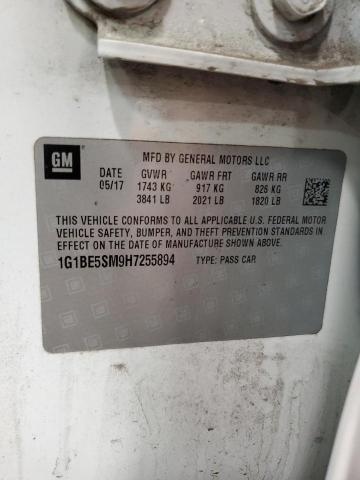 GM
MFD BY GENERAL MOTORS LLC
DATE GVWR GAWR FRT GAWR RR
05/17 1743 KG 917 KG 826 KG
3841 LB 2021 LB 1820 LB
THIS VEHICLE CONFORMS TO ALL APPLICABLE U.S. FEDERAL MOTOR
VEHICLE SAFETY, BUMPER, AND THEFT PREVENTION STANDARDS
IN EFFECT ON THE DATE OF MANUFACTURE SHOWN ABOVE.
1G1BE5SM9H7255894 TYPE: PASS CAR